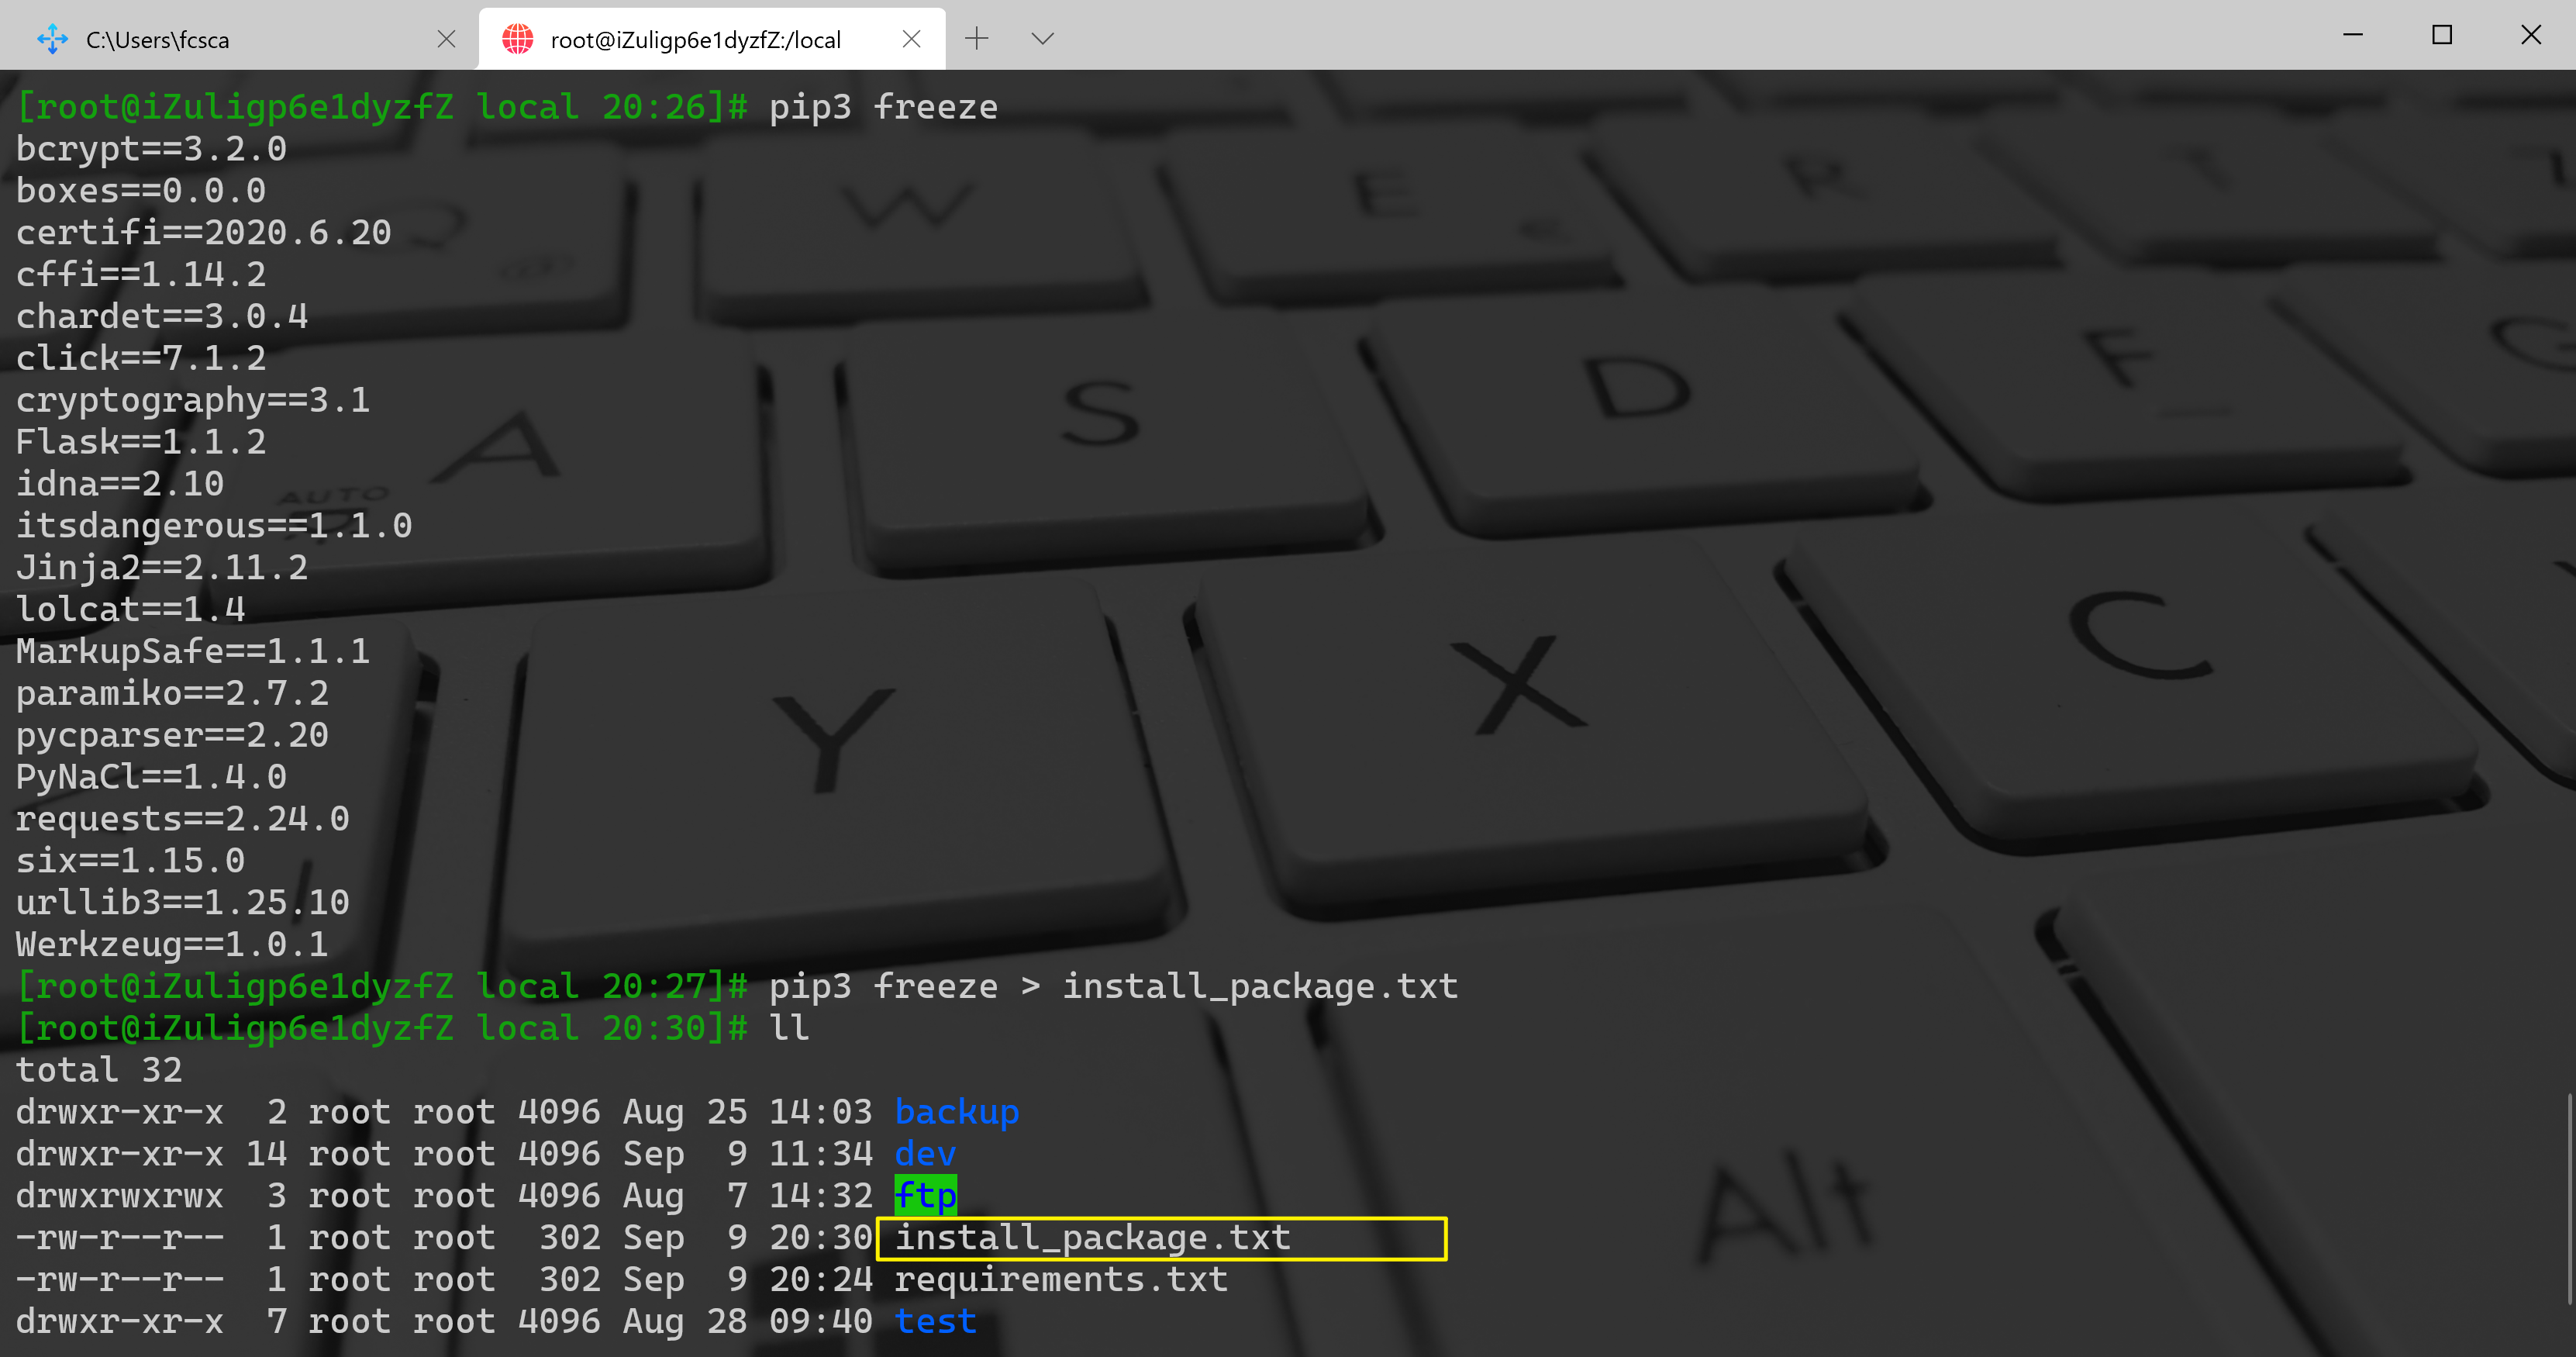 C:\Users\fcsca
root@iZuligp6e1dyzfZ:/local
[root@iZuligp6e1dyzfZ local 20:26]# pip3 freeze
bcrypt==3.2.0
boxes==0.0.0
certifi==2020.6.20
cffi==1.14.2
chardet==3.0.4
click==7.1.2
cryptography==3.1
Flask==1.1.2
idna==2.10
itsdangerous==1.1.0
Jinja2==2.11.2
lolcat==1.4
MarkupSafe==1.1.1
paramiko==2.7.2
pycparser==2.20
PyNaCl==1.4.0
requests==2.24.0
six==1.15.0
urllib3==1.25.10
Werkzeug==1.0.1
[root@iZuligp6e1dyzfZ local 20:27]# pip3 freeze > install_package.txt
[root@iZuligp6e1dyzfZ local 20:30]# ll
total 32
drwxr-xr-x  2 root root 4096 Aug 25 14:03 backup
drwxr-xr-x 14 root root 4096 Sep  9 11:34 dev
drwxrwxrwx  3 root root 4096 Aug  7 14:32 ftp
-rw-r--r--  1 root root  302 Sep  9 20:30 install_package.txt
-rw-r--r--  1 root root  302 Sep  9 20:24 requirements.txt
drwxr-xr-x  7 root root 4096 Aug 28 09:40 test
Q W E R
A S D F G
AUTO
Y X C
Alt